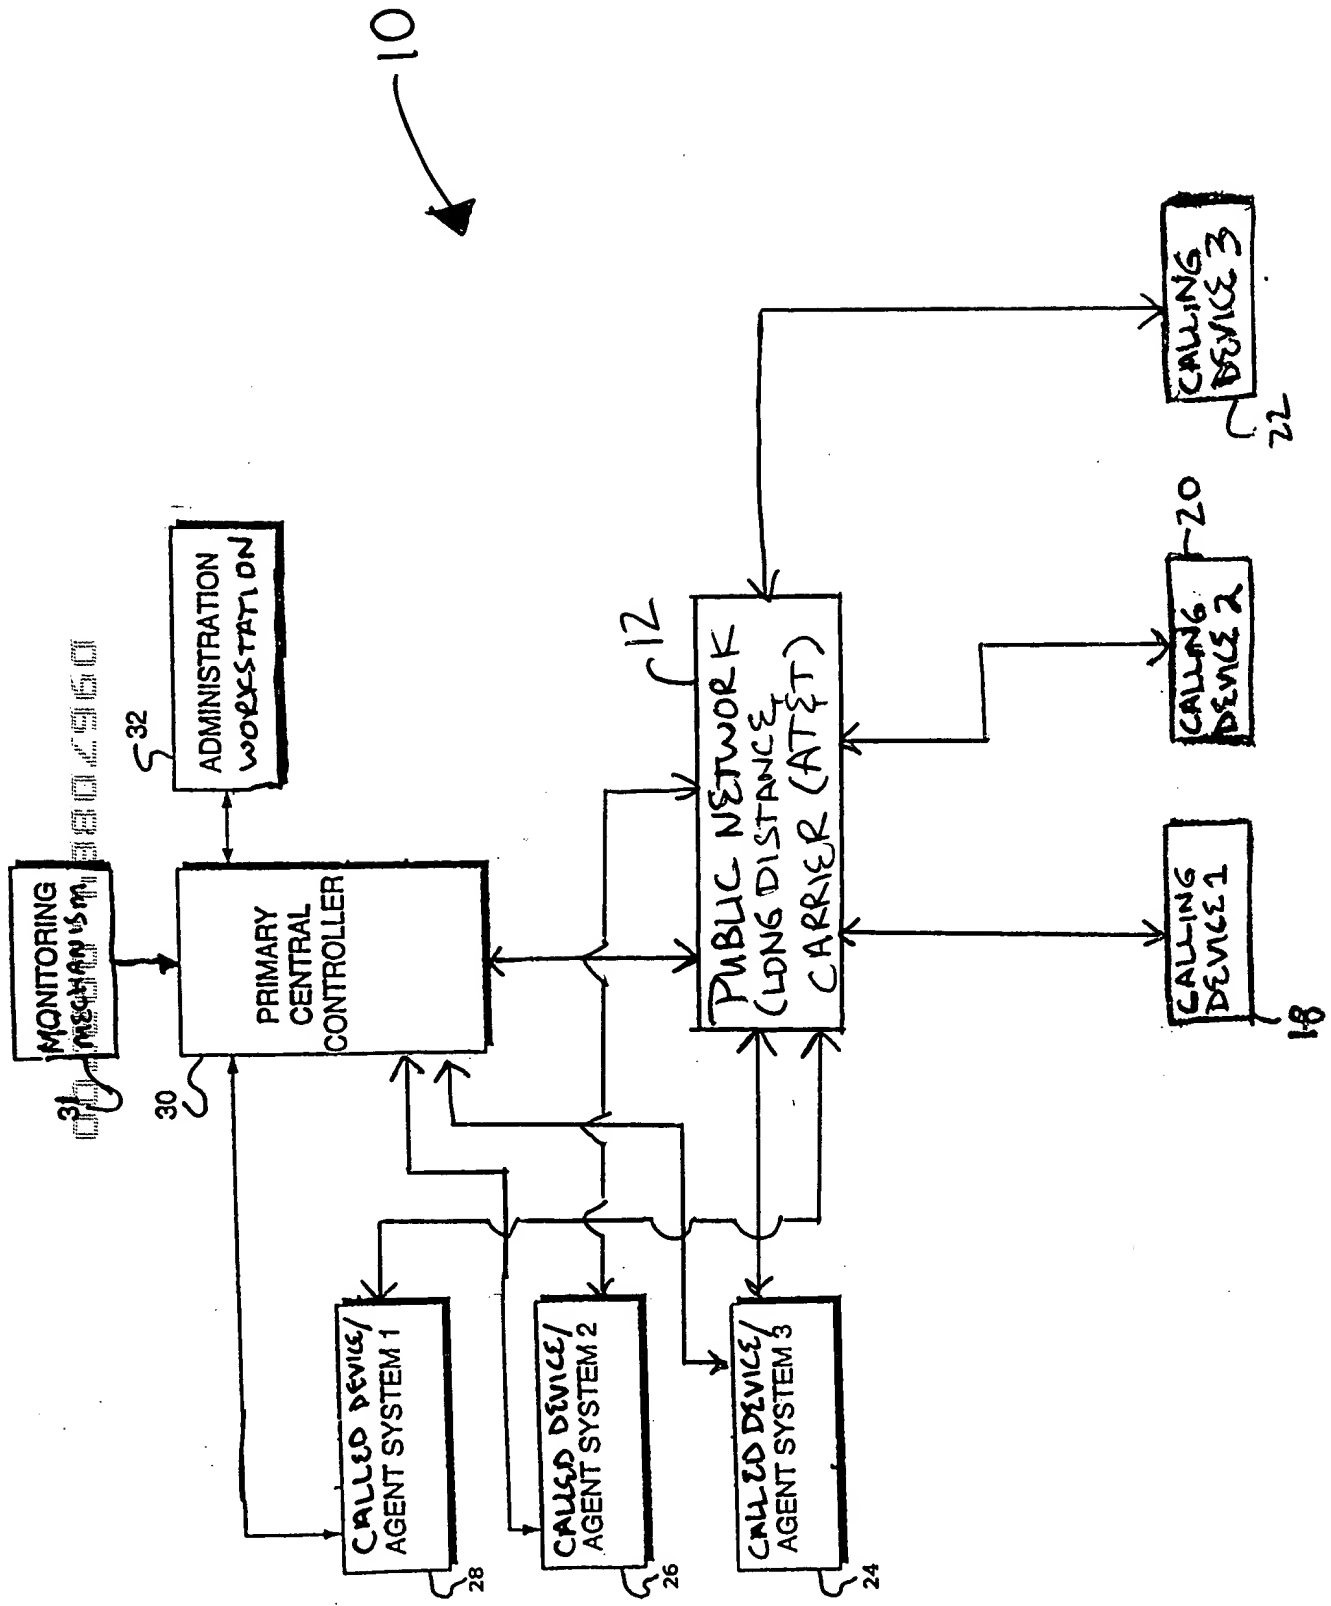 10
MONITORING
MECHANISM
31
32
ADMINISTRATION
WORKSTATION
30
PRIMARY
CENTRAL
CONTROLLER
12
PUBLIC NETWORK
(LONG DISTANCE
CARRIER (AT&T)
CALLED DEVICE/
AGENT SYSTEM 1
28
CALLED DEVICE/
AGENT SYSTEM 2
26
CALLED DEVICE/
AGENT SYSTEM 3
24
CALLING
DEVICE 1
18
CALLING
DEVICE 2
20
CALLING
DEVICE 3
22